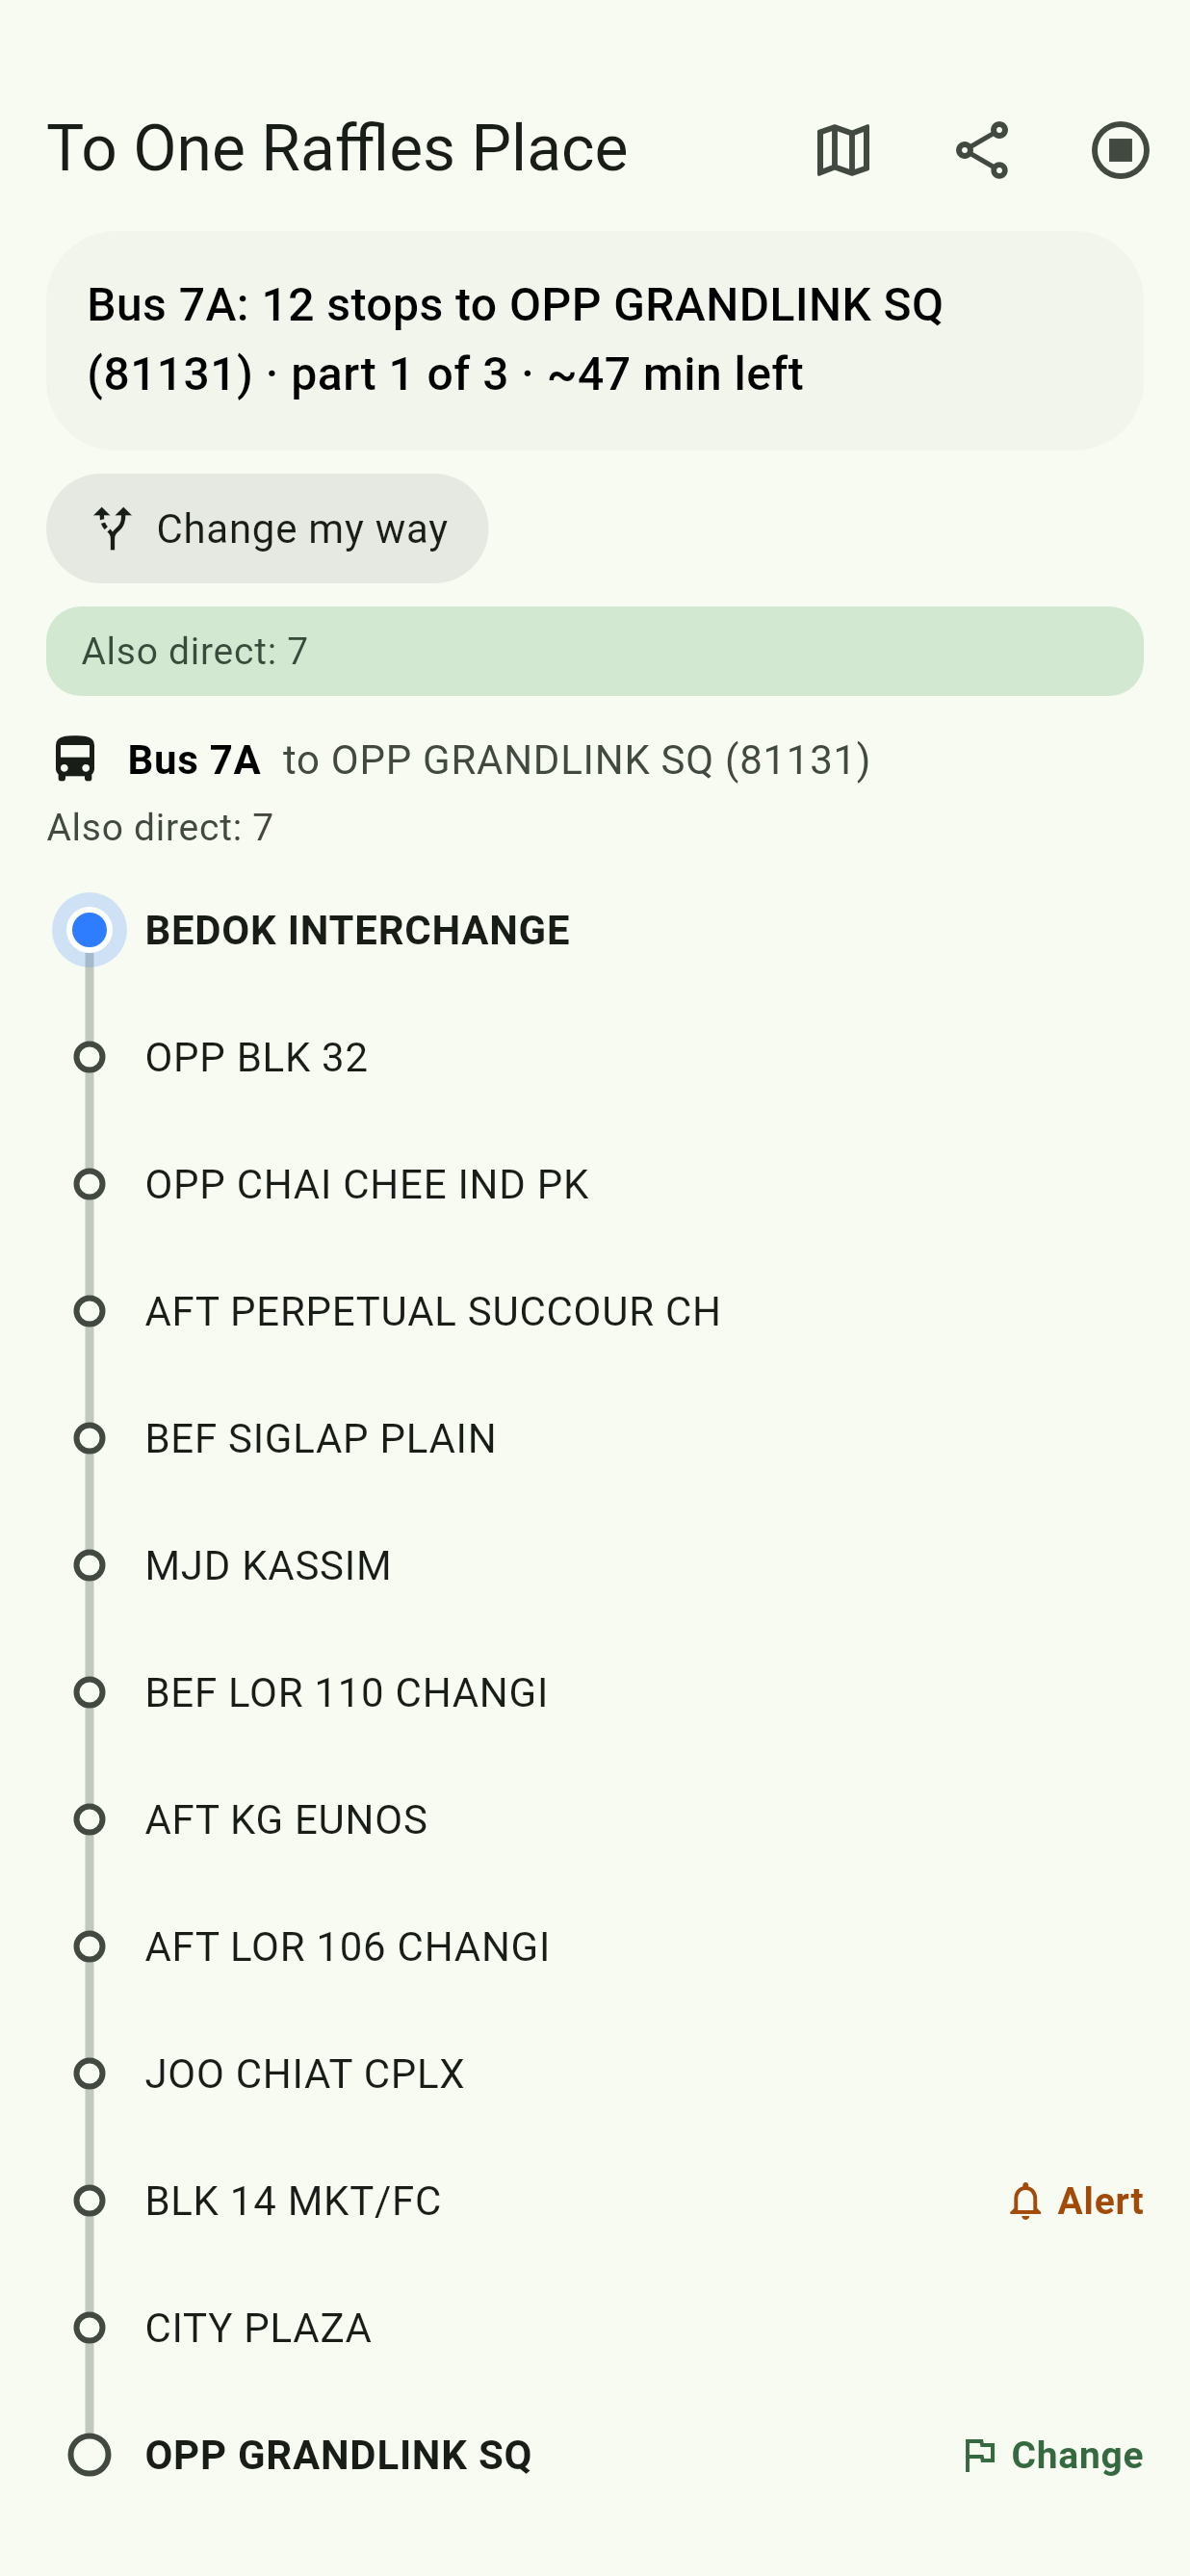 To One Raffles Place
Bus 7A: 12 stops to OPP GRANDLINK SQ
(81131) · part 1 of 3 · ~47 min left
Change my way
Also direct: 7
Bus 7A to OPP GRANDLINK SQ (81131)
Also direct: 7
BEDOK INTERCHANGE
OPP BLK 32
OPP CHAI CHEE IND PK
AFT PERPETUAL SUCCOUR CH
BEF SIGLAP PLAIN
MJD KASSIM
BEF LOR 110 CHANGI
AFT KG EUNOS
AFT LOR 106 CHANGI
JOO CHIAT CPLX
BLK 14 MKT/FC Alert
CITY PLAZA
OPP GRANDLINK SQ Change